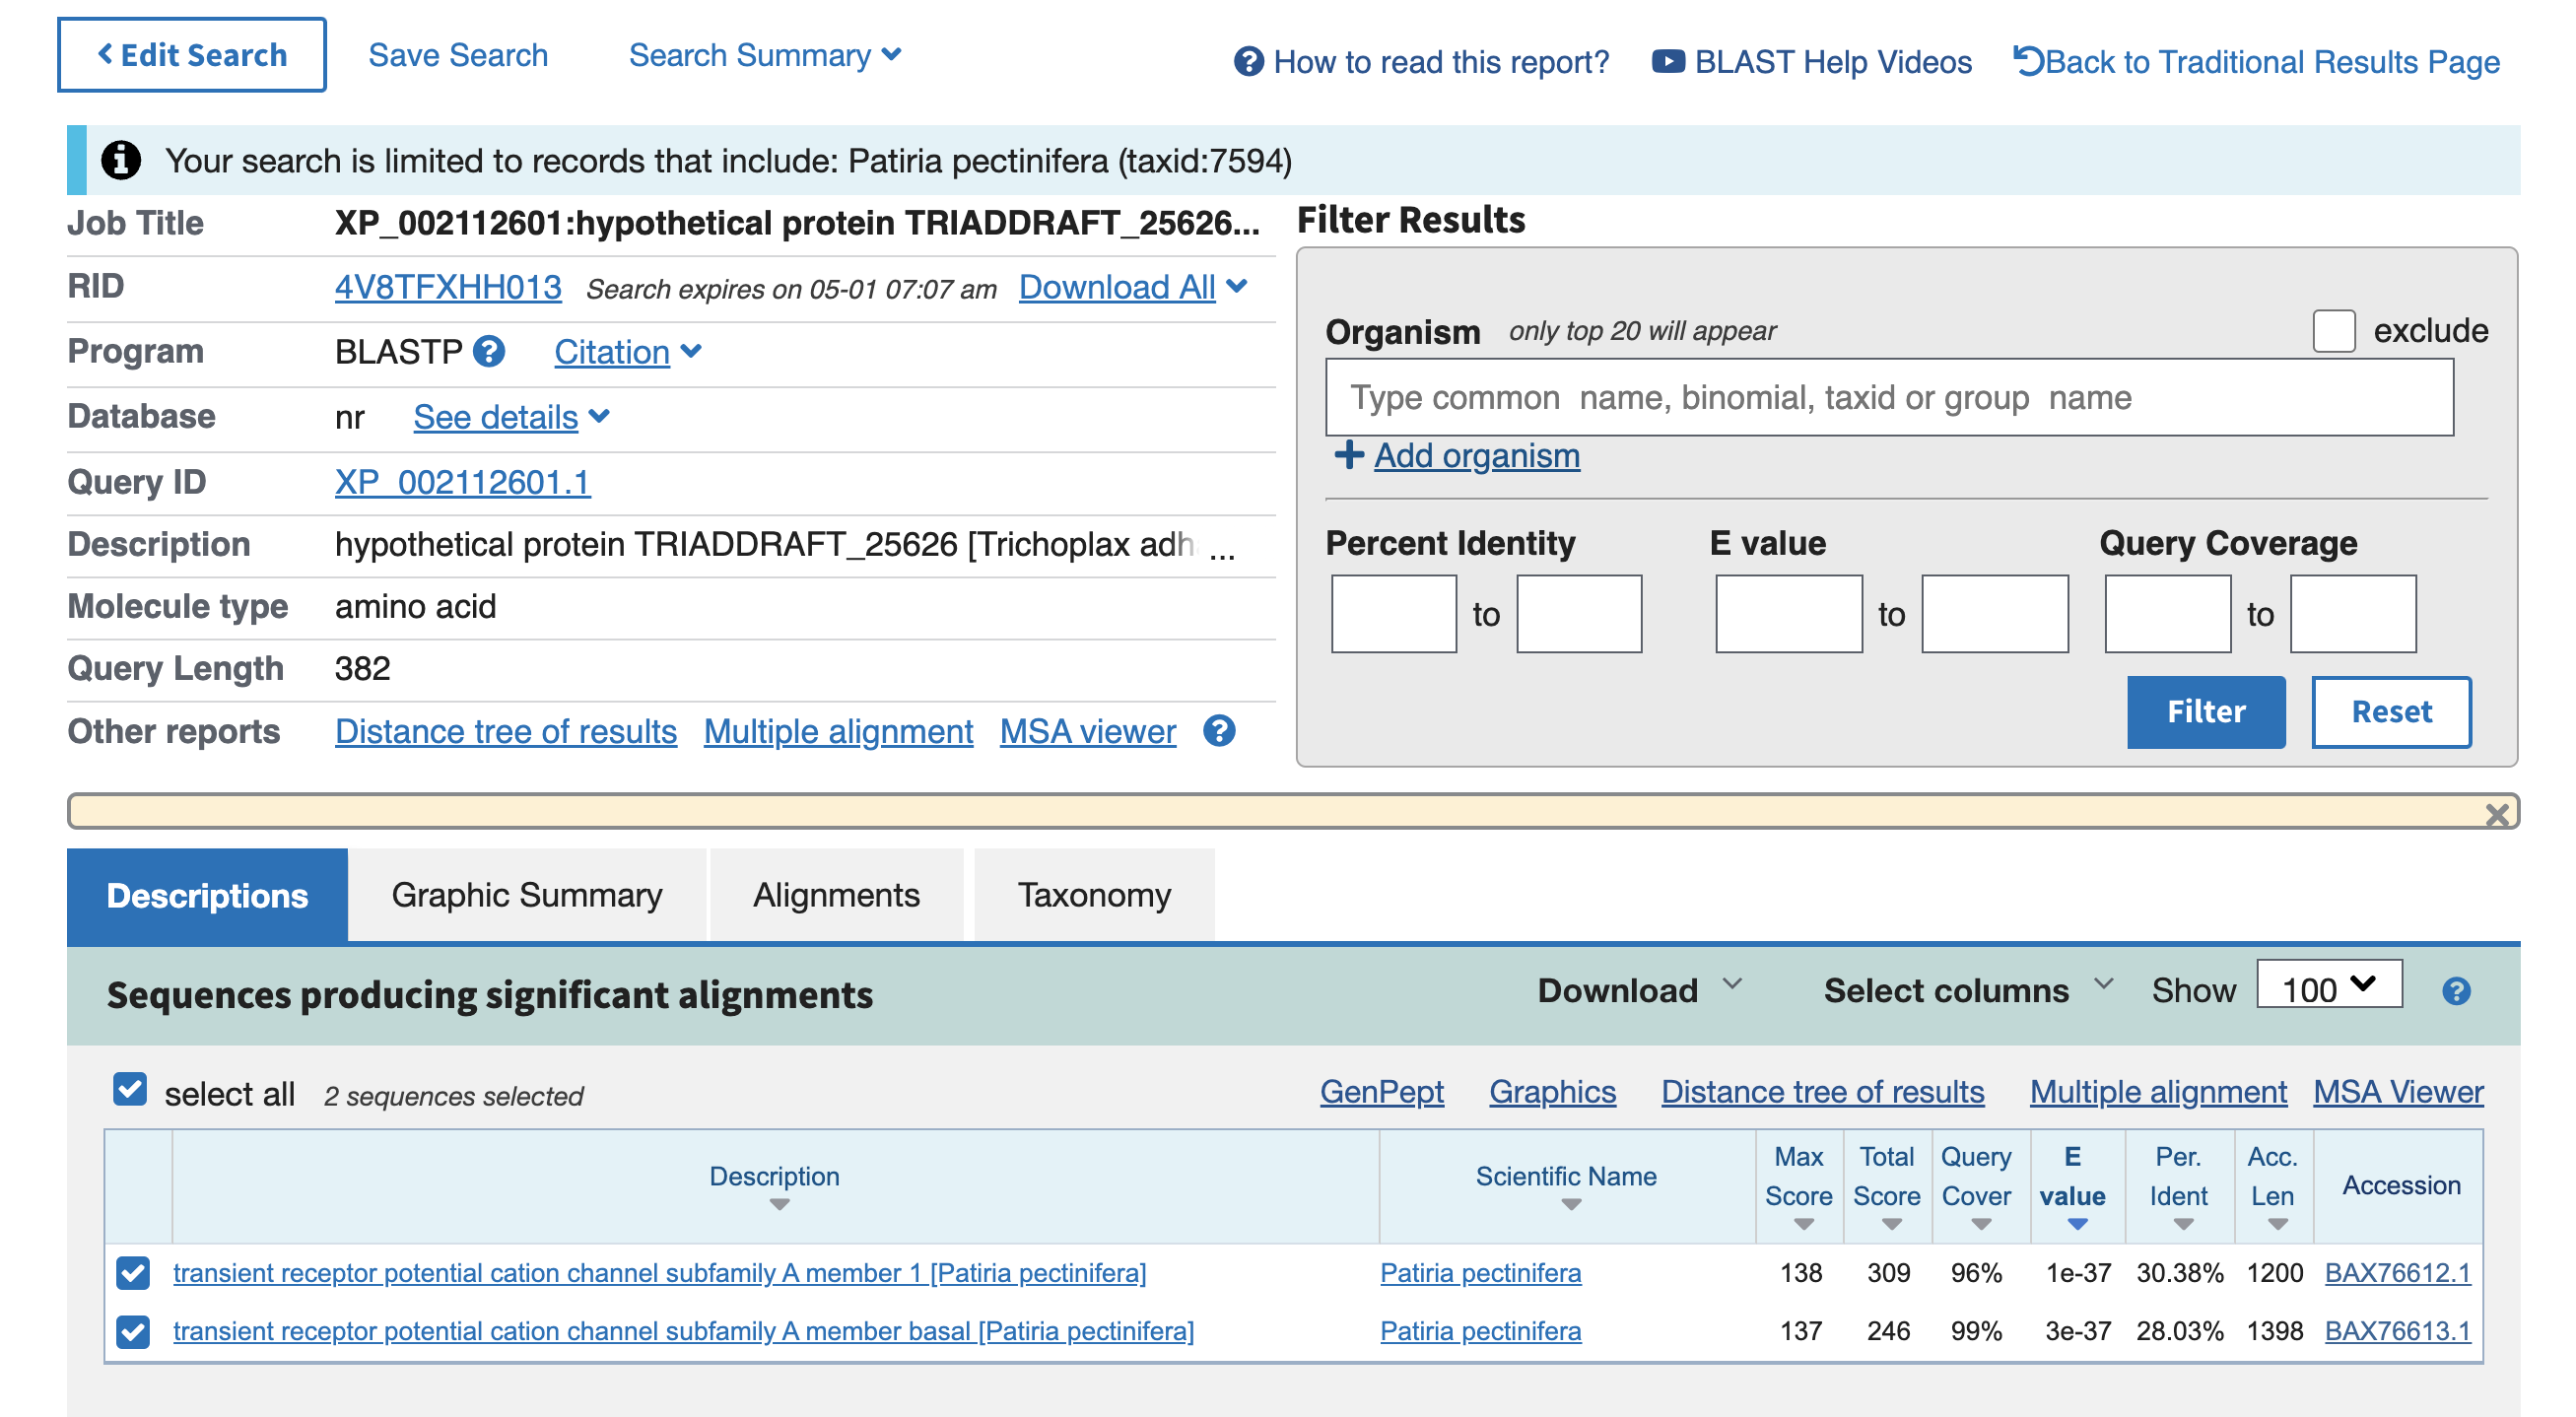 Edit Search Save Search Search Summary How to read this report? BLAST Help Videos Back to Traditional Results Page
Your search is limited to records that include: Patiria pectinifera (taxid:7594)
Job Title XP_002112601:hypothetical protein TRIADDRAFT_25626...
RID 4V8TFXHH013 Search expires on 05-01 07:07 am Download All
Program BLASTP Citation
Database nr See details
Query ID XP_002112601.1
Description hypothetical protein TRIADDRAFT_25626 [Trichoplax adh ...
Molecule type amino acid
Query Length 382
Other reports Distance tree of results Multiple alignment MSA viewer
Filter Results
Organism only top 20 will appear exclude
Type common name, binomial, taxid or group name
Add organism
Percent Identity E value Query Coverage
to to to
Filter Reset
Descriptions Graphic Summary Alignments Taxonomy
Sequences producing significant alignments Download Select columns Show 100
select all 2 sequences selected GenPept Graphics Distance tree of results Multiple alignment MSA Viewer
Description Scientific Name Max Score Total Score Query Cover E value Per. Ident Acc. Len Accession
transient receptor potential cation channel subfamily A member 1 [Patiria pectinifera] Patiria pectinifera 138 309 96% 1e-37 30.38% 1200 BAX76612.1
transient receptor potential cation channel subfamily A member basal [Patiria pectinifera] Patiria pectinifera 137 246 99% 3e-37 28.03% 1398 BAX76613.1